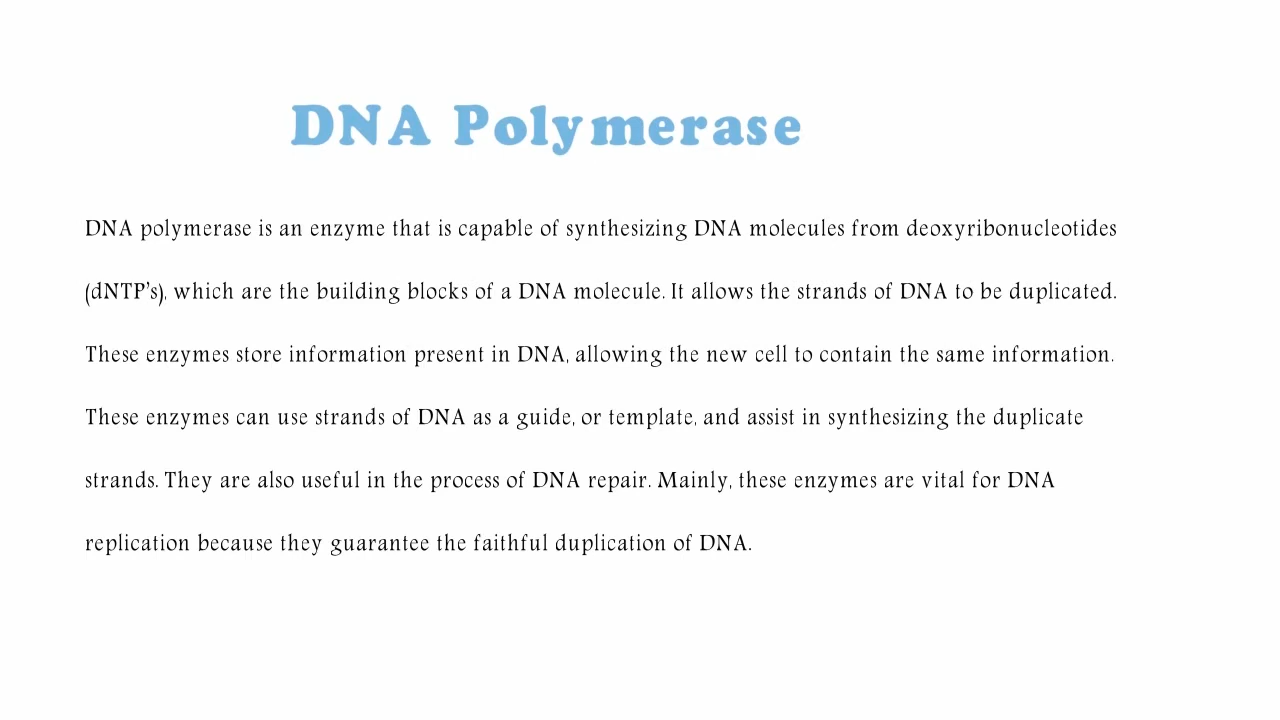 DNA Polymerase
DNA polymerase is an enzyme that is capable of synthesizing DNA molecules from deoxyribonucleotides
(dNTP's), which are the building blocks of a DNA molecule. It allows the strands of DNA to be duplicated.
These enzymes store information present in DNA, allowing the new cell to contain the same information.
These enzymes can use strands of DNA as a guide, or template, and assist in synthesizing the duplicate
strands. They are also useful in the process of DNA repair. Mainly, these enzymes are vital for DNA
replication because they guarantee the faithful duplication of DNA.